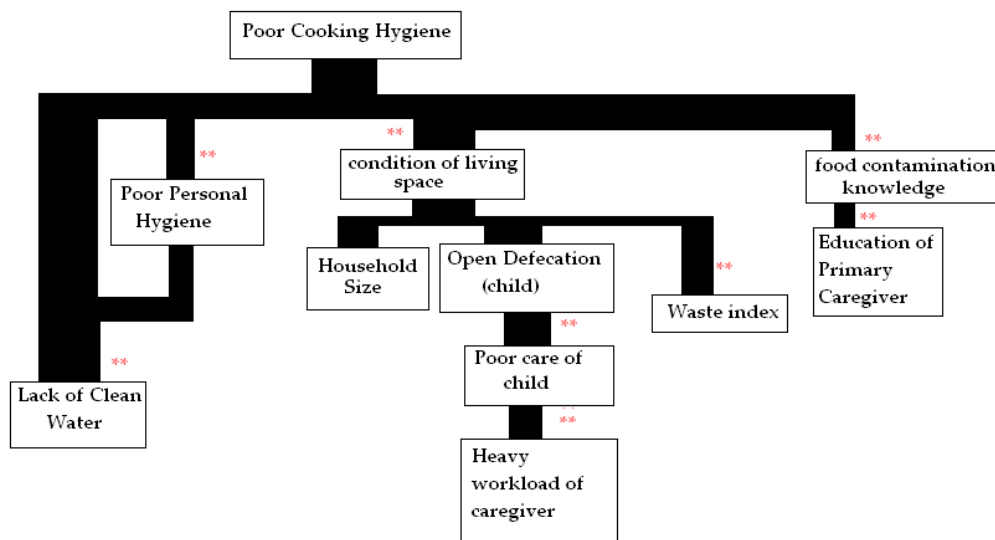 Poor Cooking Hygiene
**
**
**
condition of living
space
food contamination
knowledge
Poor Personal
Hygiene
**
Education of
Primary
Caregiver
Household
Size
Open Defecation
(child)
**
Waste index
**
Poor care of
child
**
Lack of Clean
Water
**
**
Heavy
workload of
caregiver